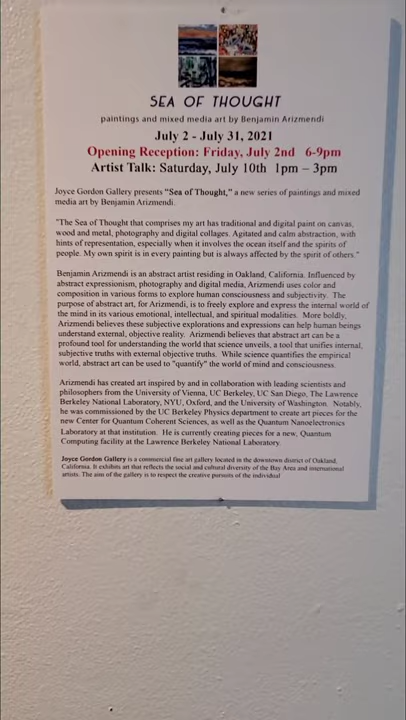 SEA OF THOUGHT
paintings and mixed media art by Benjamin Arizmendi
July 2 - July 31, 2021
Opening Reception: Friday, July 2nd 6-9pm
Artist Talk: Saturday, July 10th 1pm – 3pm
Joyce Gordon Gallery presents "Sea of Thought," a new series of paintings and mixed
media art by Benjamin Arizmendi.
"The Sea of Thought that comprises my art has traditional and digital paint on canvas,
wood and metal, photography and digital collages. Agitated and calm abstraction, with
hints of representation, especially when it involves the ocean itself and the spirits of
people. My own spirit is in every painting but is always affected by the spirit of others."
Benjamin Arizmendi is an abstract artist residing in Oakland, California. Influenced by
abstract expressionism, photography and digital media, Arizmendi uses color and
composition in various forms to explore human consciousness and subjectivity. The
purpose of abstract art, for Arizmendi, is to freely explore and express the internal world of
the mind in its various emotional, intellectual, and spiritual modalities. More boldly,
Arizmendi believes these subjective explorations and expressions can help human beings
understand external, objective reality. Arizmendi believes that abstract art can be a
profound tool for understanding the world that science unveils, a tool that unifies internal,
subjective truths with external objective truths. While science quantifies the empirical
world, abstract art can be used to "quantify" the world of mind and consciousness.
Arizmendi has created art inspired by and in collaboration with leading scientists and
philosophers from the University of Vienna, UC Berkeley, UC San Diego, The Lawrence
Berkeley National Laboratory, NYU, Oxford, and the University of Washington. Notably,
he was commissioned by the UC Berkeley Physics department to create art pieces for the
new Center for Quantum Coherent Sciences, as well as the Quantum Nanoelectronics
Laboratory at that institution. He is currently creating pieces for a new, Quantum
Computing facility at the Lawrence Berkeley National Laboratory.
Joyce Gordon Gallery is a commercial fine art gallery located in the downtown district of Oakland,
California. It exhibits art that reflects the social and cultural diversity of the Bay Area and international
artists. The aim of the gallery is to respect the creative pursuits of the individual